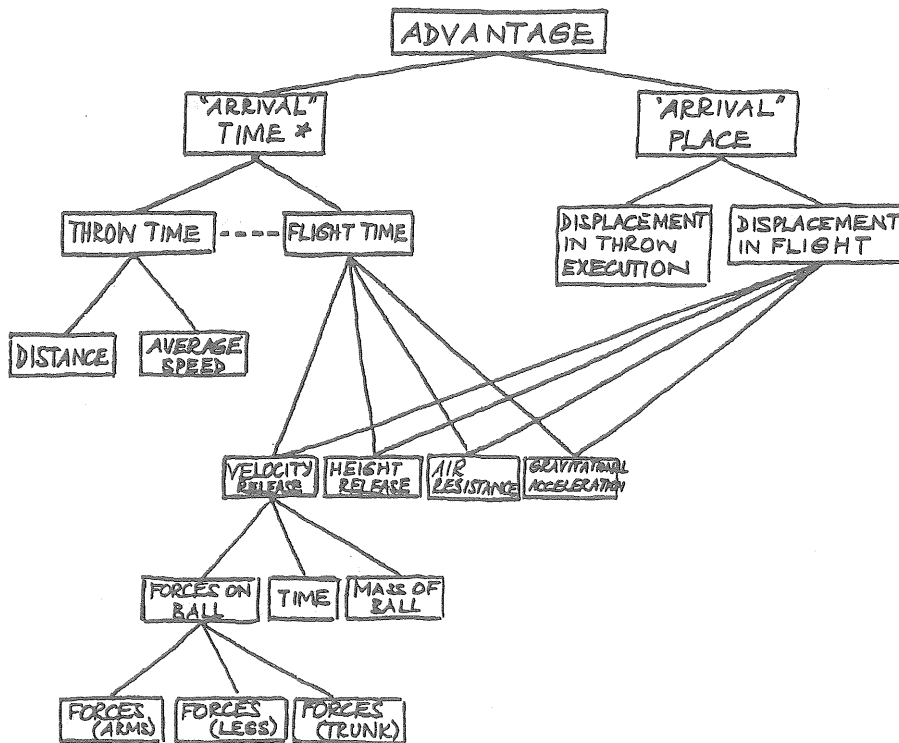 ADVANTAGE
"ARRIVAL"
TIME *
"ARRIVAL"
PLACE
THROW TIME
FLIGHT TIME
DISPLACEMENT
IN THROW
EXECUTION
DISPLACEMENT
IN FLIGHT
DISTANCE
AVERAGE
SPEED
VELOCITY
RELEASE
HEIGHT
RELEASE
AIR
RESISTANCE
GRAVITATIONAL
ACCELERATION
FORCES ON
BALL
TIME
MASS OF
BALL
FORCES
(ARMS)
FORCES
(LEGS)
FORCES
(TRUNK)